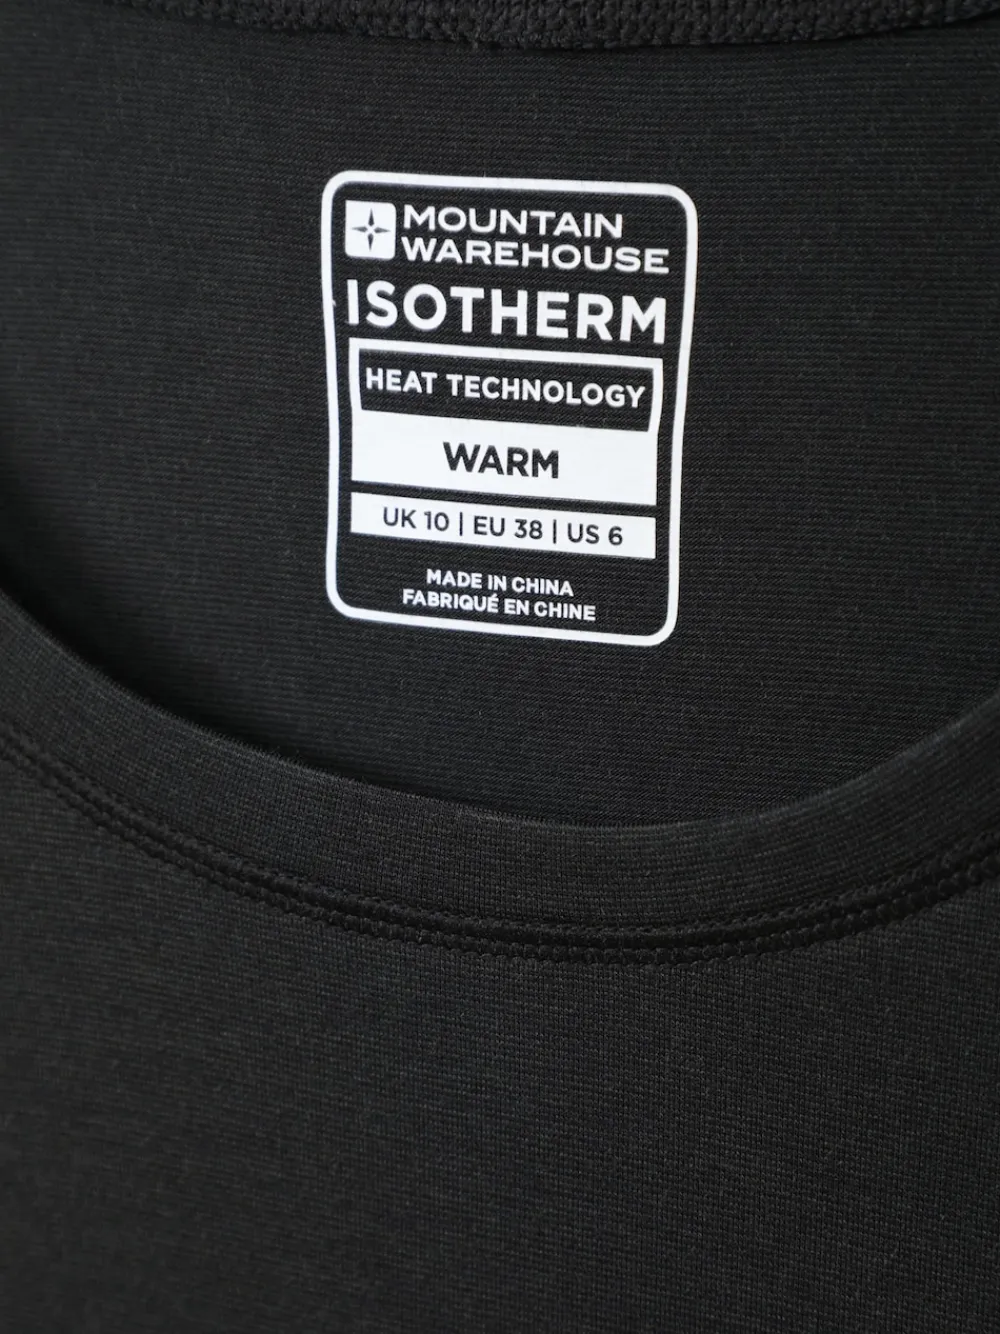 MOUNTAIN
WAREHOUSE
ISOTHERM
HEAT TECHNOLOGY
WARM
UK 10 | EU 38 | US 6
MADE IN CHINA
FABRIQUÉ EN CHINE